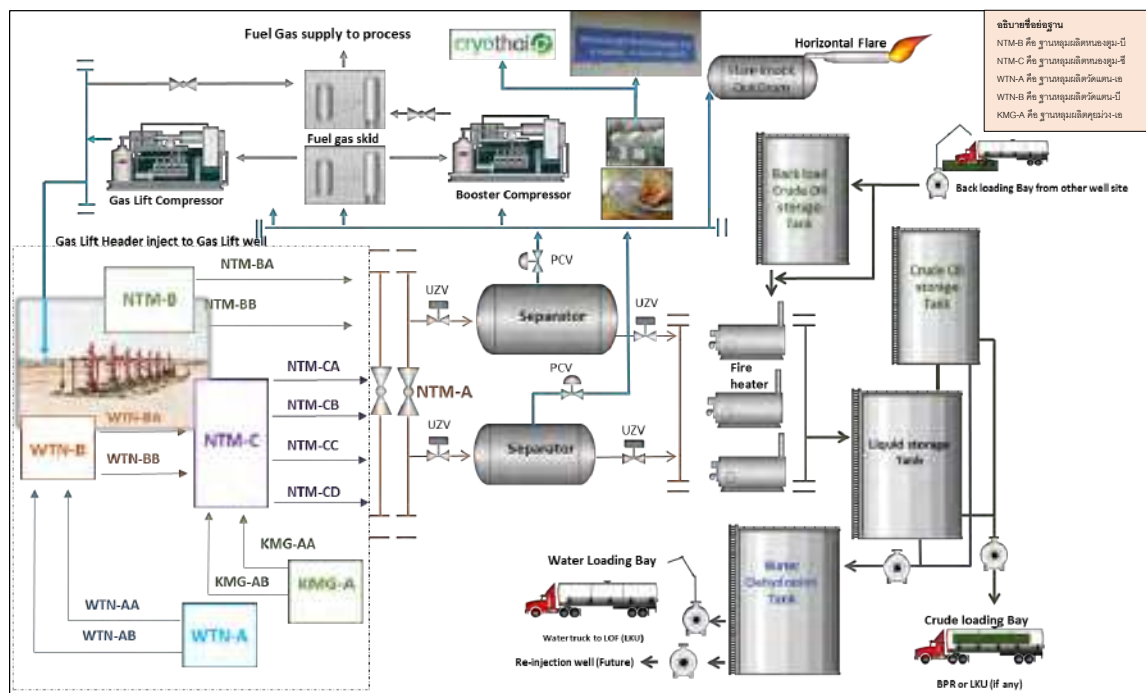 Fuel Gas supply to process
cryothai
Horizontal Flare
อธิบายชื่อย่อฐาน
NTM-B คือ ฐานหลุมผลิตหนองตูม-บี
NTM-C คือ ฐานหลุมผลิตหนองตูม-ซี
WTN-A คือ ฐานหลุมผลิตวัดแตน-เอ
WTN-B คือ ฐานหลุมผลิตวัดแตน-บี
KMG-A คือ ฐานหลุมผลิตคุยม่วง-เอ
Fuel gas skid
Gas Lift Compressor
Booster Compressor
Back load
Crude Oil
storage
Tank
Back loading Bay from other well site
Gas Lift Header inject to Gas Lift well
NTM-BA
NTM-B
NTM-BB
PCV
UZV
Separator
UZV
Crude Oil
storage
Tank
NTM-CA
NTM-A
PCV
Fire
heater
NTM-CB
WTN-BA
NTM-C
WTN-B
WTN-BB
NTM-CC
UZV
Separator
UZV
Liquid storage
Tank
NTM-CD
KMG-AA
KMG-AB
KMG-A
WTN-AA
WTN-AB
WTN-A
Water Loading Bay
Water
Dehydration
Tank
Water truck to LOF (LKU)
Re-injection well (Future)
Crude loading Bay
BPR or LKU (if any)